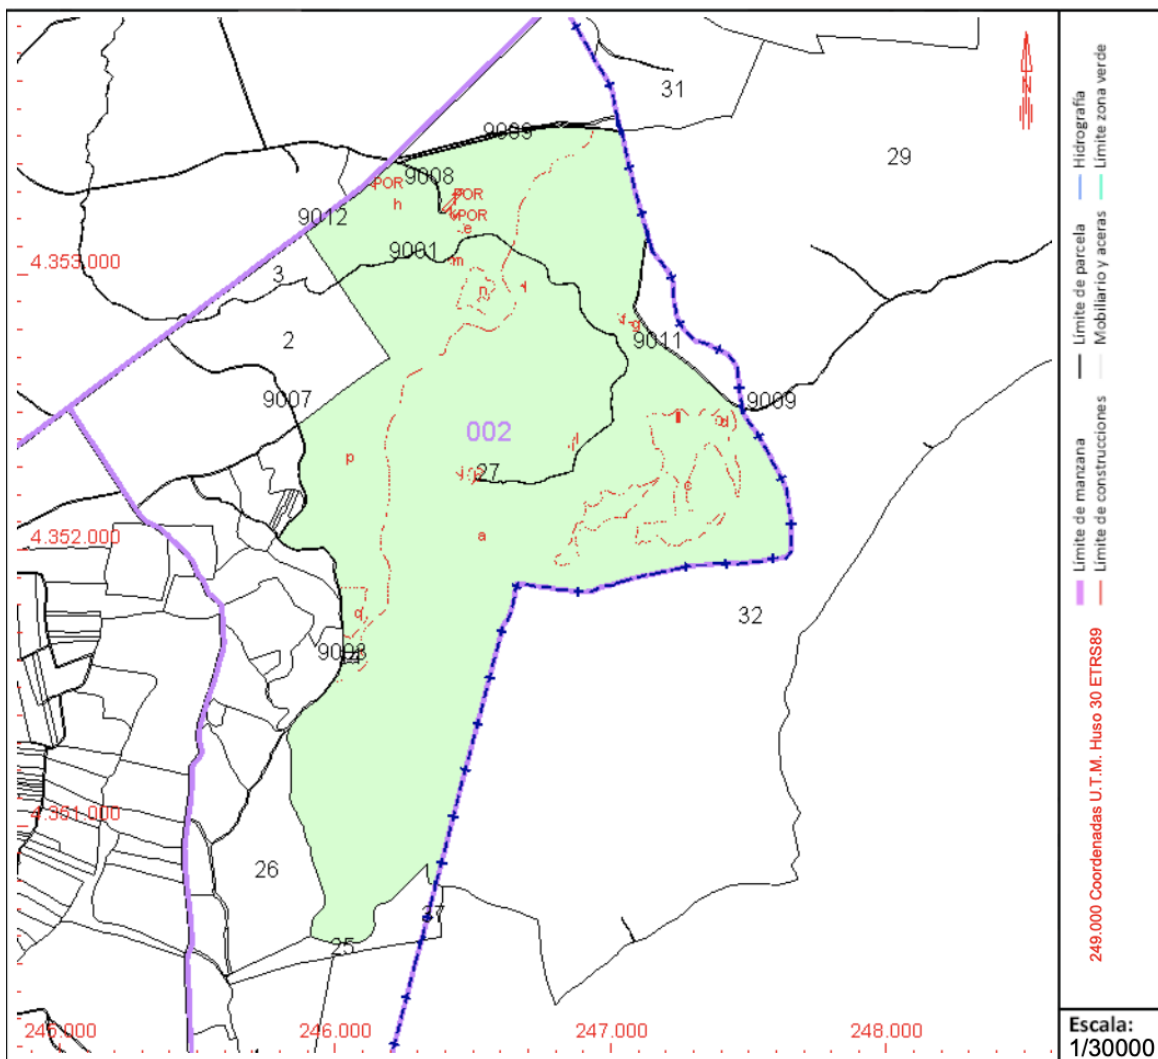 31
29
9009
9008
POR
h
POR
POR
e
9012
9001
m
4.353.000
3
n
f
g
9011
2
9007
9009
d
002
l
p
27
c
a
4.352.000
q
32
9008
4.351.000
26
37
25
245.000
246.000
247.000
248.000
Límite de manzana
Límite de construcciones
Límite de parcela
Mobiliario y aceras
Hidrografía
Límite zona verde
249.000 Coordenadas U.T.M. Huso 30 ETRS89
Escala:
1/30000